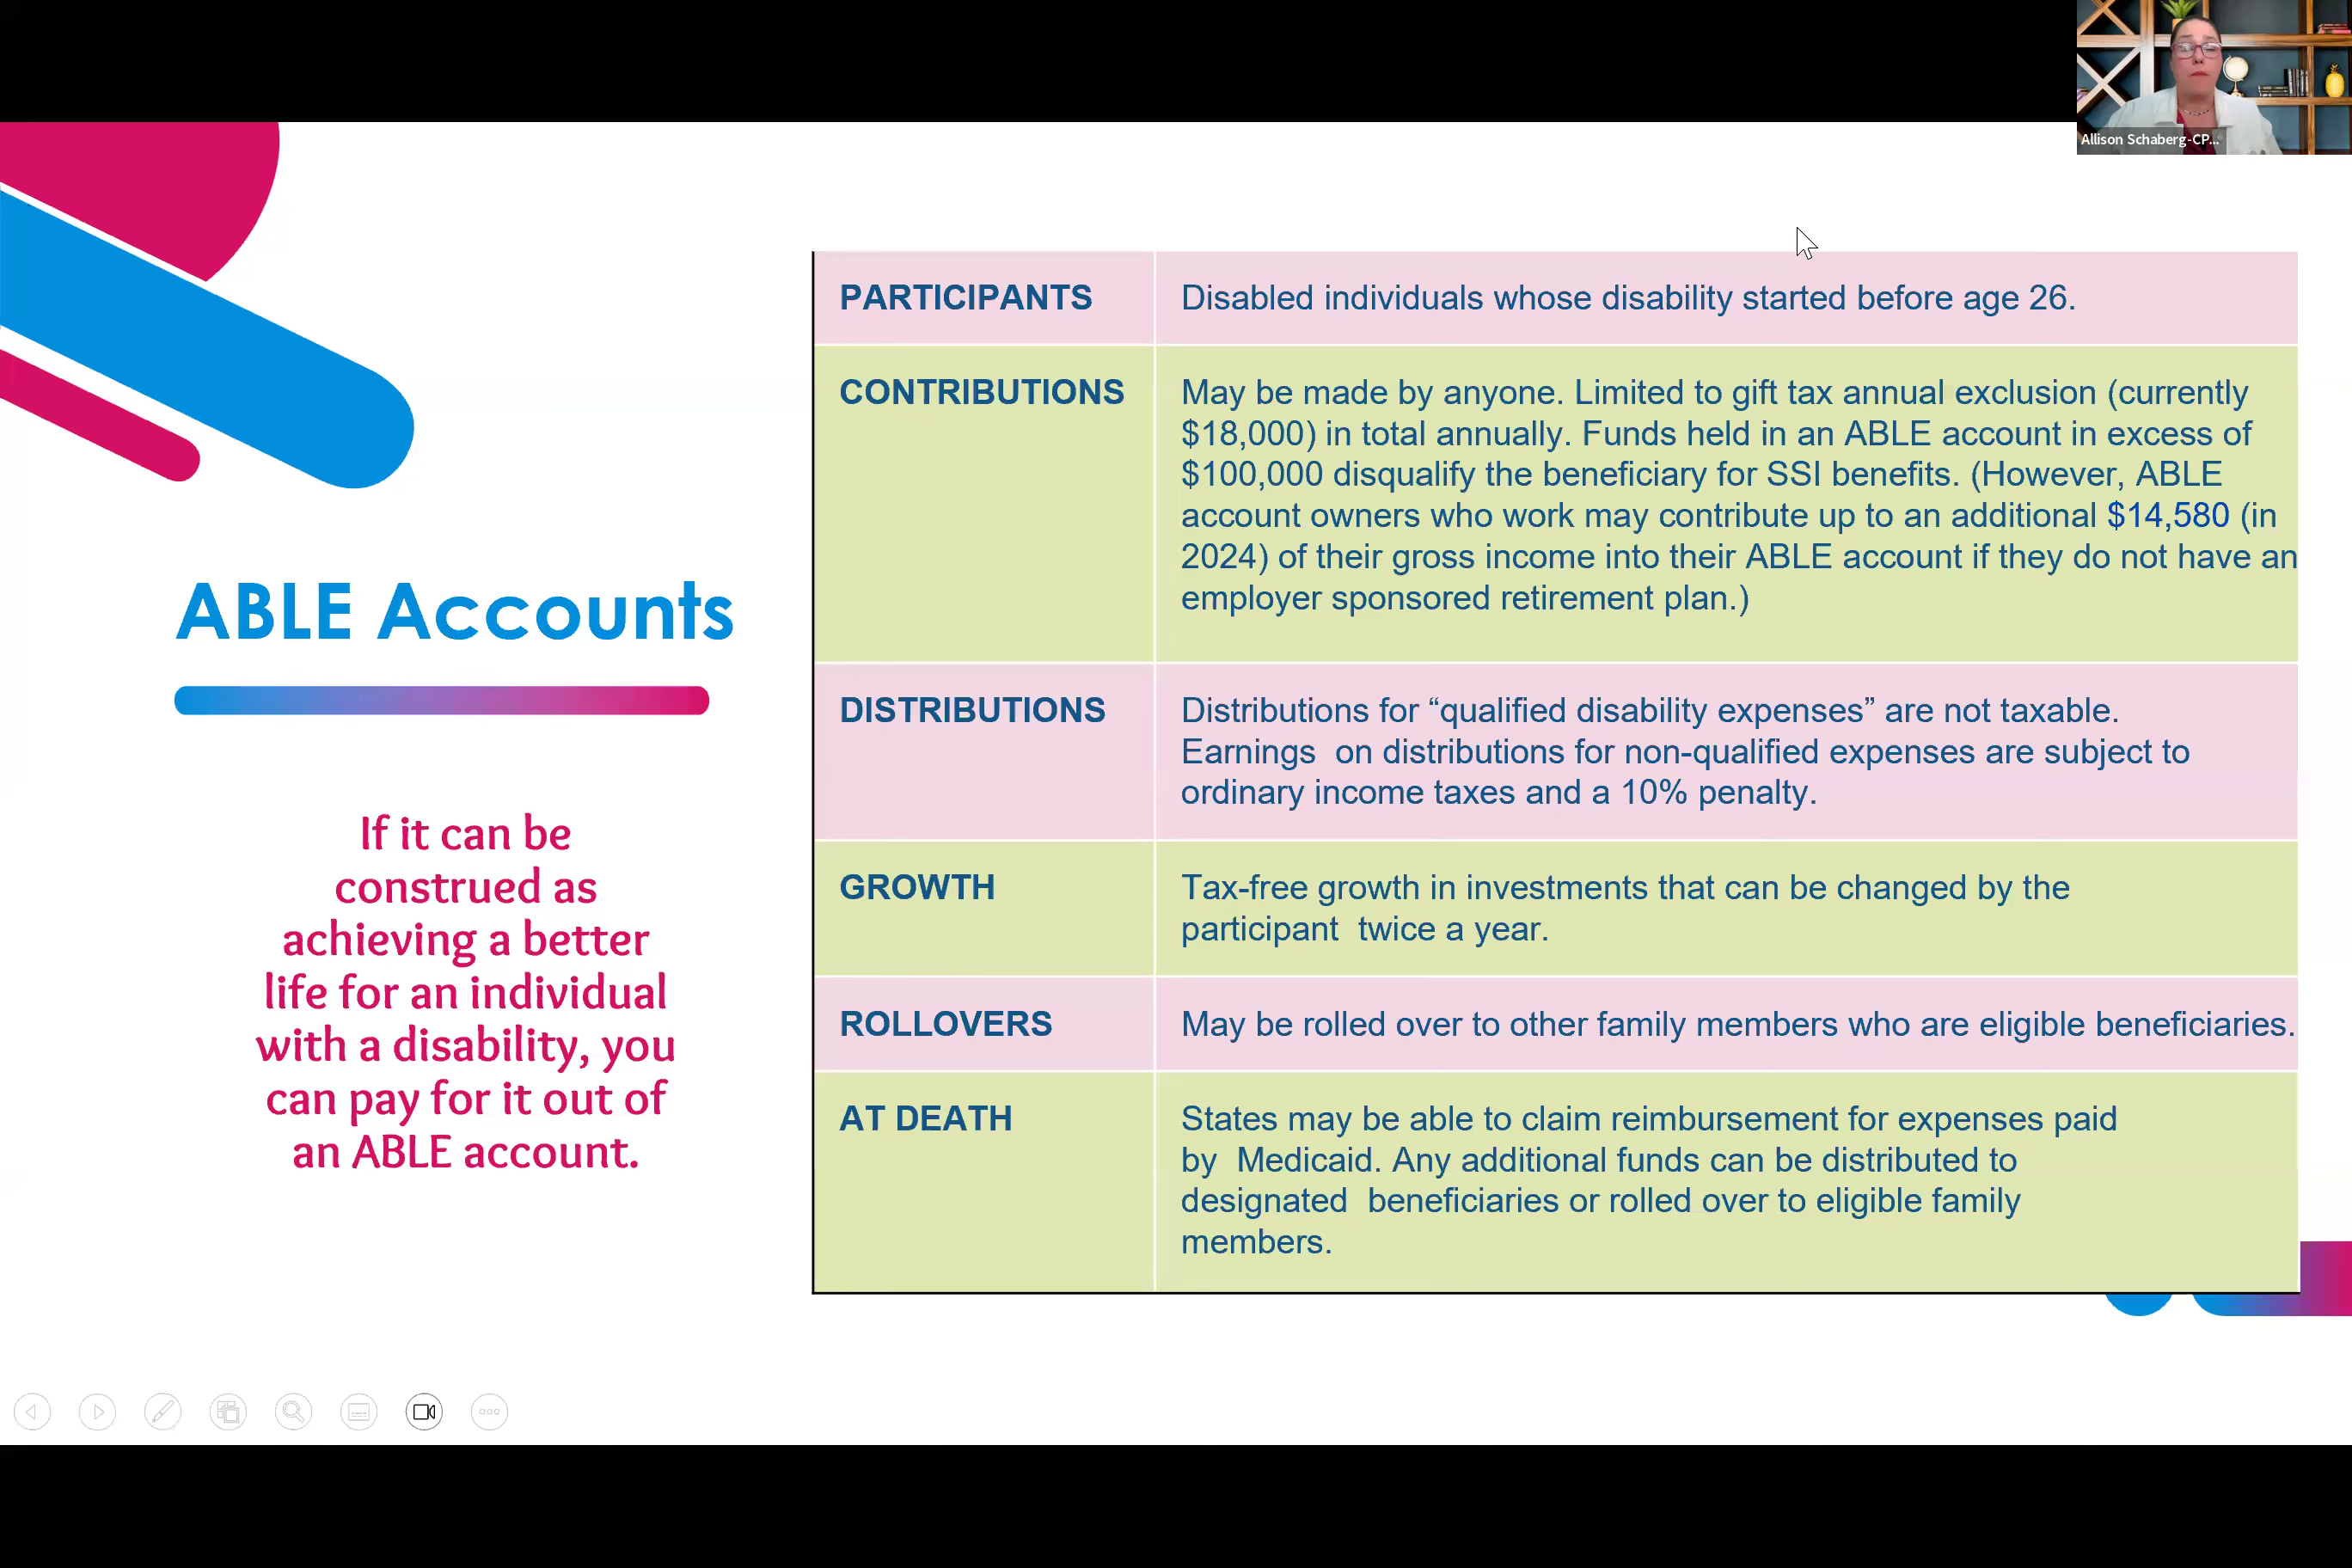 Allison Schaberg-CP...
ABLE Accounts
If it can be
construed as
achieving a better
life for an individual
with a disability, you
can pay for it out of
an ABLE account.
PARTICIPANTS
Disabled individuals whose disability started before age 26.
CONTRIBUTIONS
May be made by anyone. Limited to gift tax annual exclusion (currently
$18,000) in total annually. Funds held in an ABLE account in excess of
$100,000 disqualify the beneficiary for SSI benefits. (However, ABLE
account owners who work may contribute up to an additional $14,580 (in
2024) of their gross income into their ABLE account if they do not have an
employer sponsored retirement plan.)
DISTRIBUTIONS
Distributions for “qualified disability expenses” are not taxable.
Earnings  on distributions for non-qualified expenses are subject to
ordinary income taxes and a 10% penalty.
GROWTH
Tax-free growth in investments that can be changed by the
participant  twice a year.
ROLLOVERS
May be rolled over to other family members who are eligible beneficiaries.
AT DEATH
States may be able to claim reimbursement for expenses paid
by  Medicaid. Any additional funds can be distributed to
designated  beneficiaries or rolled over to eligible family
members.